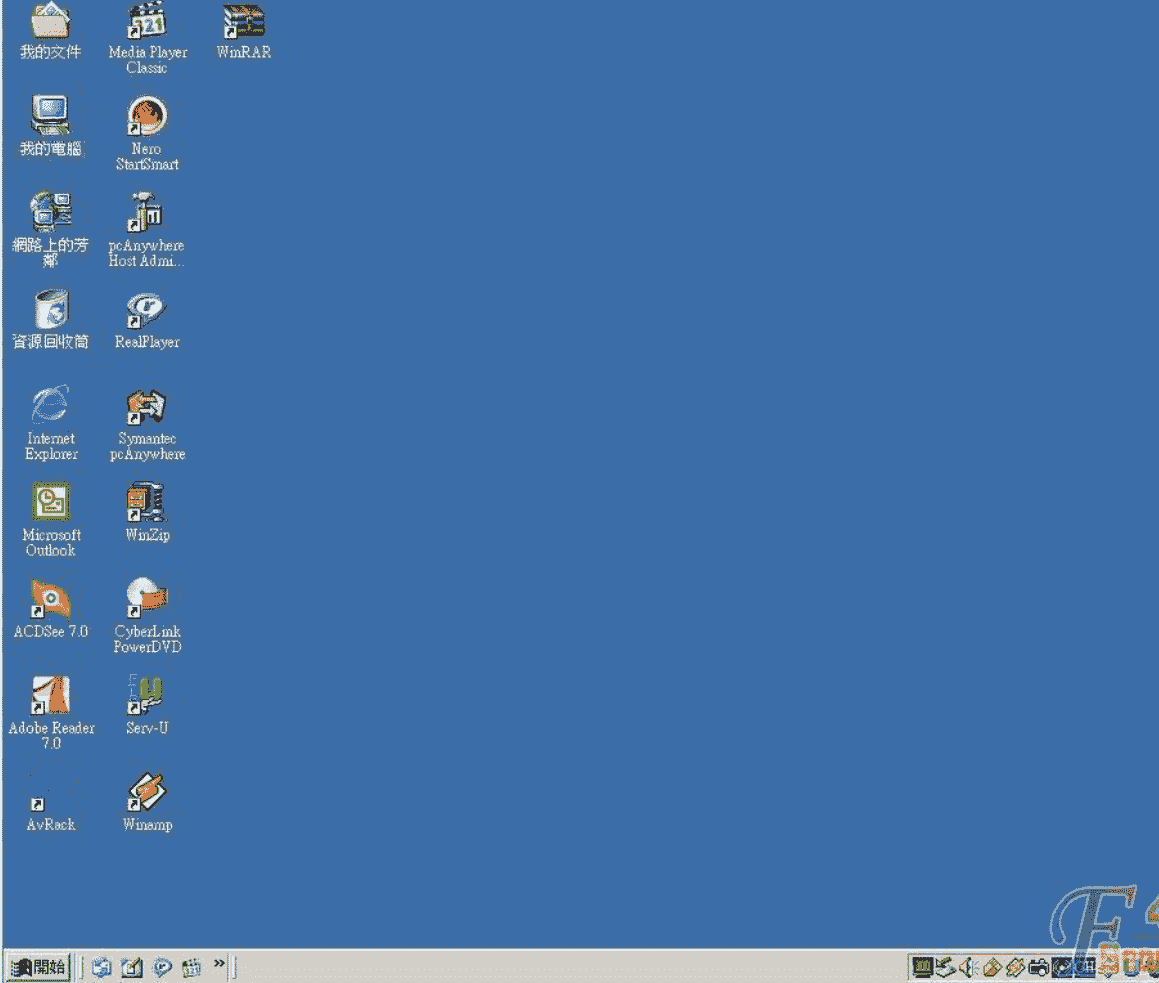 我的文件
Media Player
Classic
WinRAR
我的電腦
Nero
StartSmart
網路上的芳
鄰
pcAnywhere
Host Admi...
資源回收筒
RealPlayer
Internet
Explorer
Symantec
pcAnywhere
Microsoft
Outlook
WinZip
ACDSee 7.0
CyberLink
PowerDVD
Adobe Reader
7.0
Serv-U
AvRack
Winamp
開始